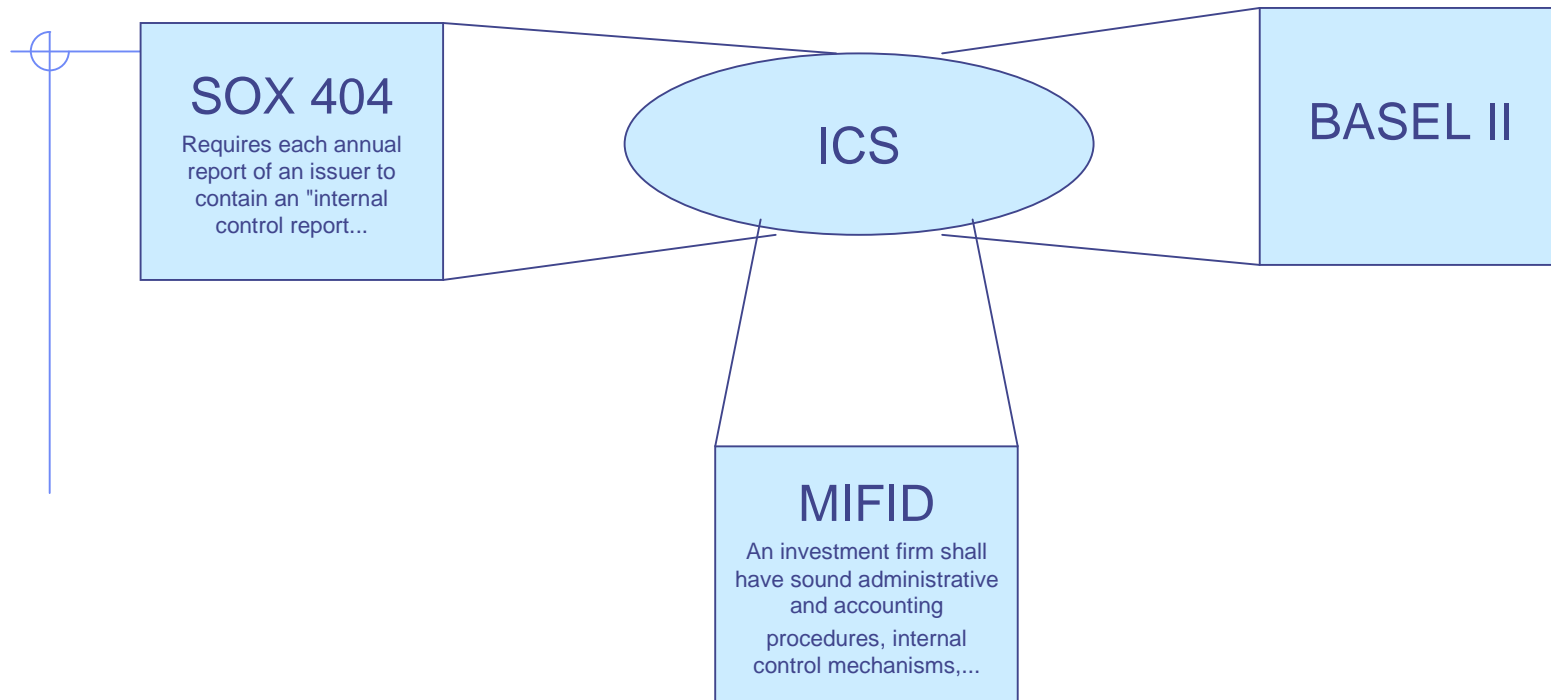 SOX 404
Requires each annual
report of an issuer to
contain an "internal
control report...
ICS
BASEL II
MIFID
An investment firm shall
have sound administrative
and accounting
procedures, internal
control mechanisms,...